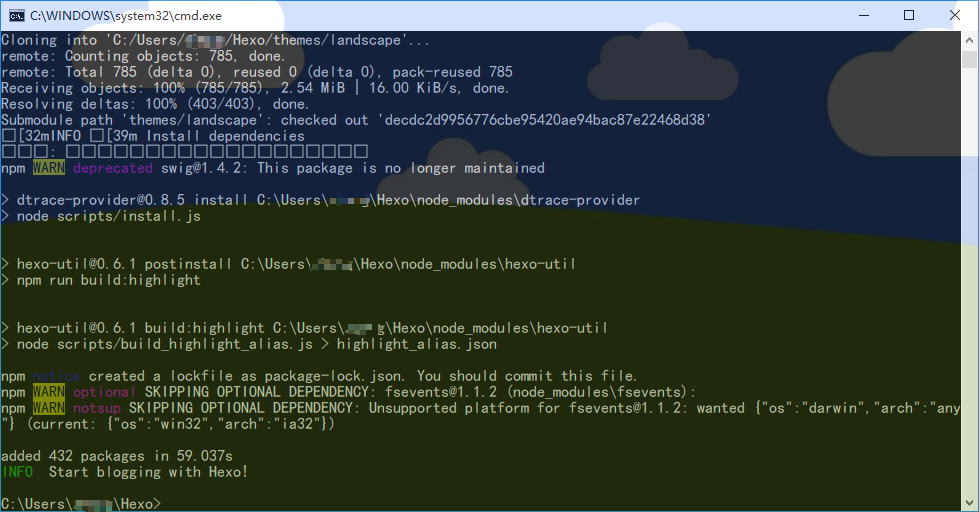 C:\WINDOWS\system32\cmd.exe
Cloning into 'C:/Users/ /Hexo/themes/landscape'...
remote: Counting objects: 785, done.
remote: Total 785 (delta 0), reused 0 (delta 0), pack-reused 785
Receiving objects: 100% (785/785), 2.54 MiB | 16.00 KiB/s, done.
Resolving deltas: 100% (403/403), done.
Submodule path 'themes/landscape': checked out 'decdc2d9956776cbe95420ae94bac87e22468d38'
□[32mINFO □[39m Install dependencies
□□□: □□□□□□□□□□□□□□□□□□□
npm WARN deprecated swig@1.4.2: This package is no longer maintained
> dtrace-provider@0.8.5 install C:\Users\ \Hexo\node_modules\dtrace-provider
> node scripts/install.js
> hexo-util@0.6.1 postinstall C:\Users\ \Hexo\node_modules\hexo-util
> npm run build:highlight
> hexo-util@0.6.1 build:highlight C:\Users\ \Hexo\node_modules\hexo-util
> node scripts/build_highlight_alias.js > highlight_alias.json
npm notice created a lockfile as package-lock.json. You should commit this file.
npm WARN optional SKIPPING OPTIONAL DEPENDENCY: fsevents@1.1.2 (node_modules\fsevents):
npm WARN notsup SKIPPING OPTIONAL DEPENDENCY: Unsupported platform for fsevents@1.1.2: wanted {"os":"darwin","arch":"any
"} (current: {"os":"win32","arch":"ia32"})
added 432 packages in 59.037s
INFO  Start blogging with Hexo!
C:\Users\ \Hexo>